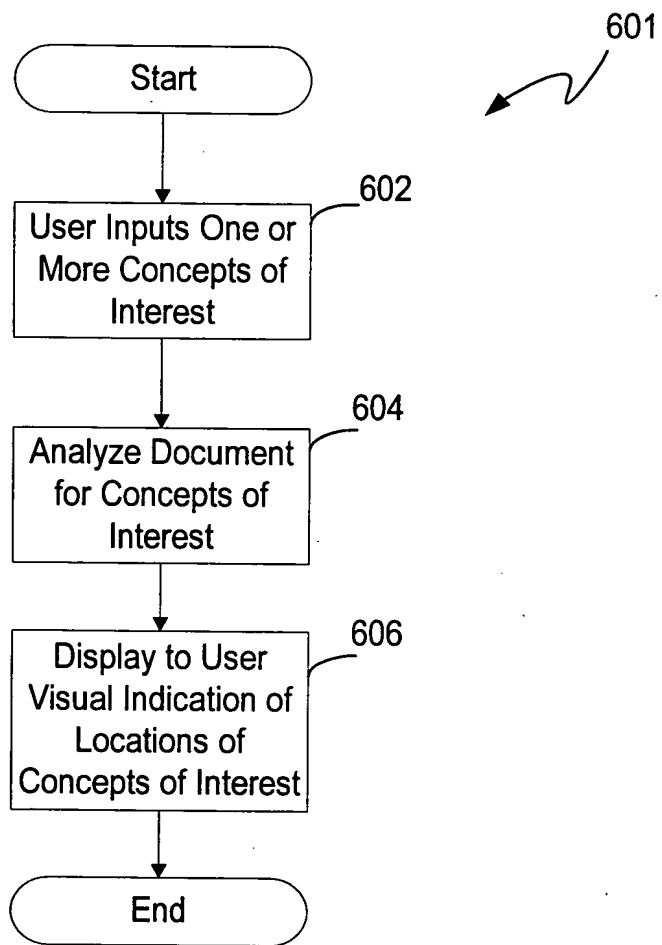 601
Start
602
User Inputs One or
More Concepts of
Interest
604
Analyze Document
for Concepts of
Interest
606
Display to User
Visual Indication of
Locations of
Concepts of Interest
End